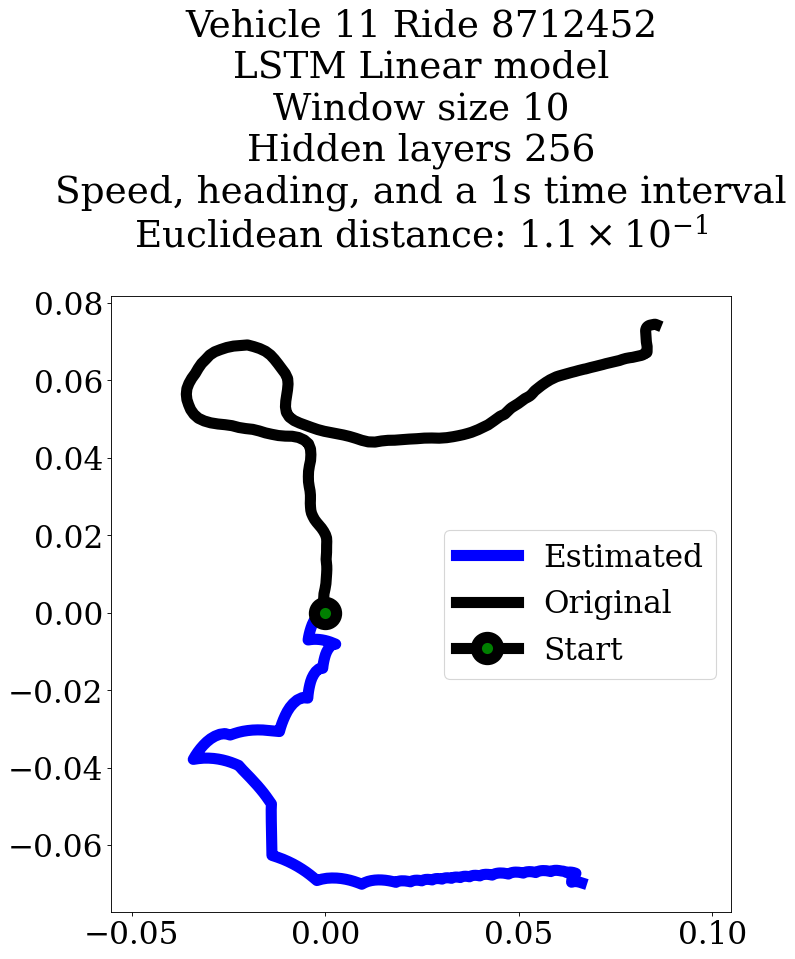 Vehicle 11 Ride 8712452
LSTM Linear model
Window size 10
Hidden layers 256
Speed, heading, and a 1s time interval
Euclidean distance: 1.1 × 10⁻¹
0.08
0.06
0.04
0.02
0.00
−0.02
−0.04
−0.06
Estimated
Original
Start
−0.05
0.00
0.05
0.10